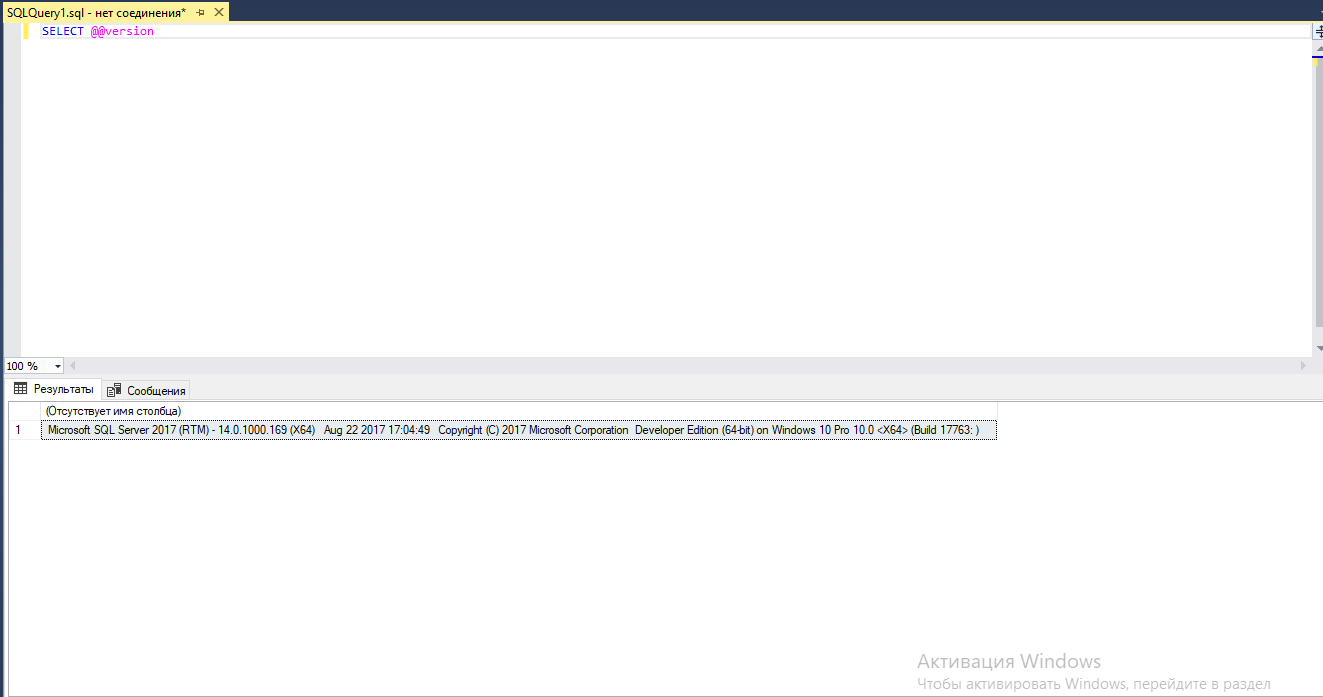 SQLQuery1.sql - нет соединения*
SELECT @@version
100 %
Результаты
Сообщения
(Отсутствует имя столбца)
1 Microsoft SQL Server 2017 (RTM) - 14.0.1000.169 (X64) Aug 22 2017 17:04:49 Copyright (C) 2017 Microsoft Corporation Developer Edition (64-bit) on Windows 10 Pro 10.0 <X64> (Build 17763: )
Активация Windows
Чтобы активировать Windows, перейдите в раздел